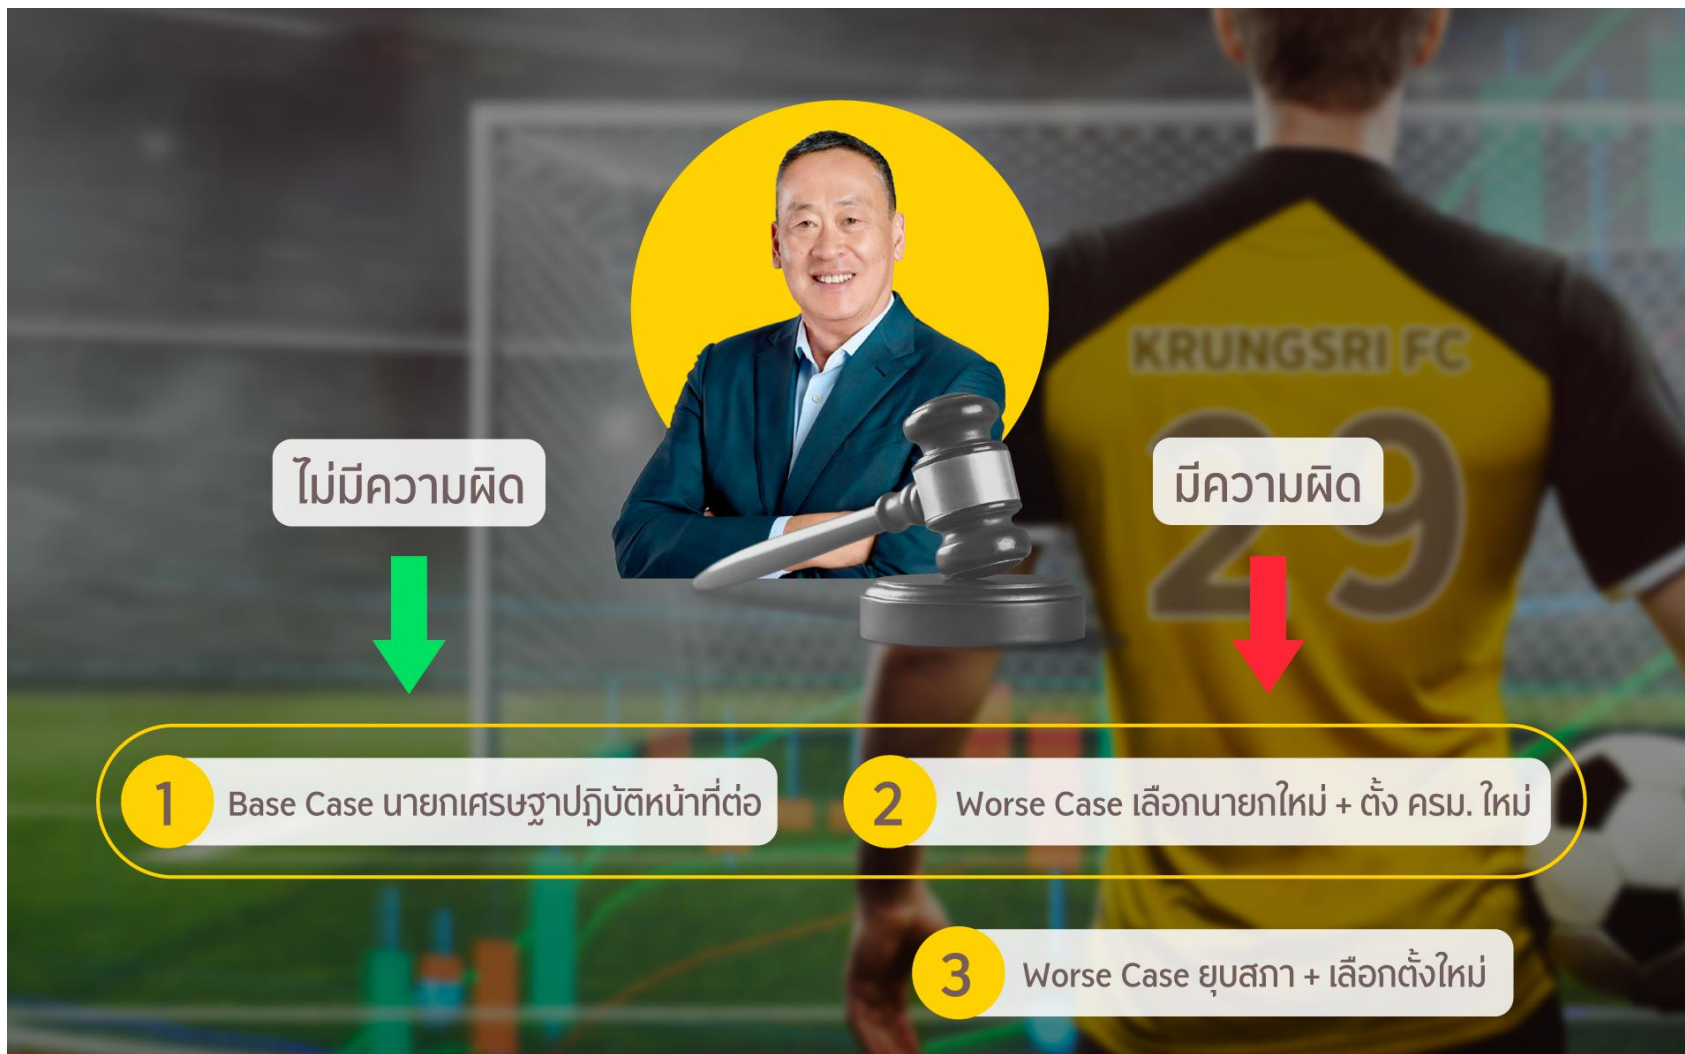 KRUNGSRI FC
29
ไม่มีความผิด
มีความผิด
1 Base Case นายกเศรษฐาปฏิบัติหน้าที่ต่อ
2 Worse Case เลือกนายกใหม่ + ตั้ง ครม. ใหม่
3 Worse Case ยุบสภา + เลือกตั้งใหม่